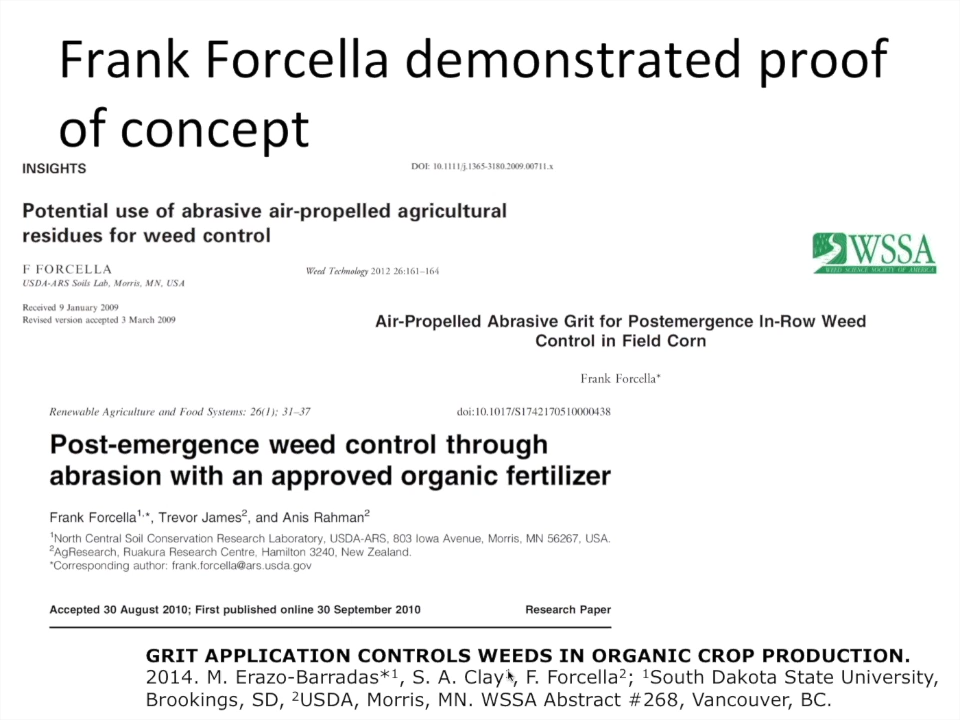 Frank Forcella demonstrated proof
of concept
INSIGHTS
DOI: 10.1111/j.1365-3180.2009.00711.x
Potential use of abrasive air-propelled agricultural
residues for weed control
F FORCELLA
USDA-ARS Soils Lab, Morris, MN, USA
Received 9 January 2009
Revised version accepted 3 March 2009
Weed Technology 2012 26:161–164
WSSA
WEED SCIENCE SOCIETY OF AMERICA
Air-Propelled Abrasive Grit for Postemergence In-Row Weed
Control in Field Corn
Frank Forcella*
Renewable Agriculture and Food Systems: 26(1); 31–37
doi:10.1017/S1742170510000438
Post-emergence weed control through
abrasion with an approved organic fertilizer
Frank Forcella1,*, Trevor James2, and Anis Rahman2
1North Central Soil Conservation Research Laboratory, USDA-ARS, 803 Iowa Avenue, Morris, MN 56267, USA.
2AgResearch, Ruakura Research Centre, Hamilton 3240, New Zealand.
*Corresponding author: frank.forcella@ars.usda.gov
Accepted 30 August 2010; First published online 30 September 2010
Research Paper
GRIT APPLICATION CONTROLS WEEDS IN ORGANIC CROP PRODUCTION.
2014. M. Erazo-Barradas*1, S. A. Clay1, F. Forcella2; 1South Dakota State University,
Brookings, SD, 2USDA, Morris, MN. WSSA Abstract #268, Vancouver, BC.